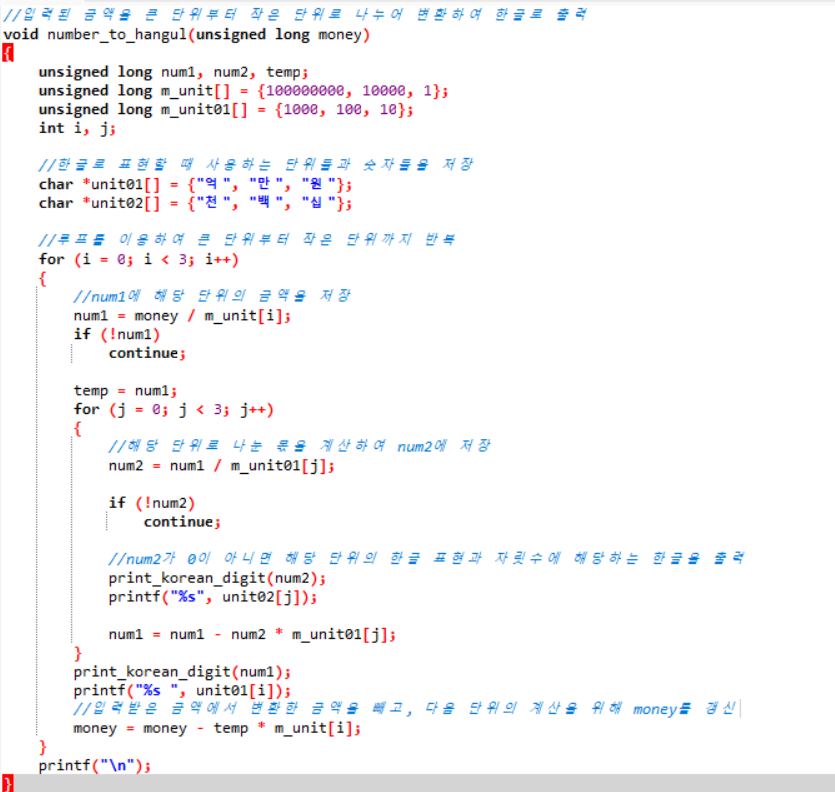 //입력된 금액을 큰 단위부터 작은 단위로 나누어 변환하여 한글로 출력
void number_to_hangul(unsigned long money)
{
    unsigned long num1, num2, temp;
    unsigned long m_unit[] = {100000000, 10000, 1};
    unsigned long m_unit01[] = {1000, 100, 10};
    int i, j;

    //한글로 표현할 때 사용하는 단위들과 숫자들을 저장
    char *unit01[] = {"억", "만", "원"};
    char *unit02[] = {"천", "백", "십"};

    //루프를 이용하여 큰 단위부터 작은 단위까지 반복
    for (i = 0; i < 3; i++)
    {
        //num1에 해당 단위의 금액을 저장
        num1 = money / m_unit[i];
        if (!num1)
            continue;

        temp = num1;
        for (j = 0; j < 3; j++)
        {
            //해당 단위로 나눈 몫을 계산하여 num2에 저장
            num2 = num1 / m_unit01[j];

            if (!num2)
                continue;

            //num2가 0이 아니면 해당 단위의 한글 표현과 자릿수에 해당하는 한글을 출력
            print_korean_digit(num2);
            printf("%s", unit02[j]);

            num1 = num1 - num2 * m_unit01[j];
        }
        print_korean_digit(num1);
        printf("%s ", unit01[i]);
        //입력받은 금액에서 변환한 금액을 빼고, 다음 단위의 계산을 위해 money를 갱신
        money = money - temp * m_unit[i];
    }
    printf("\n");
}